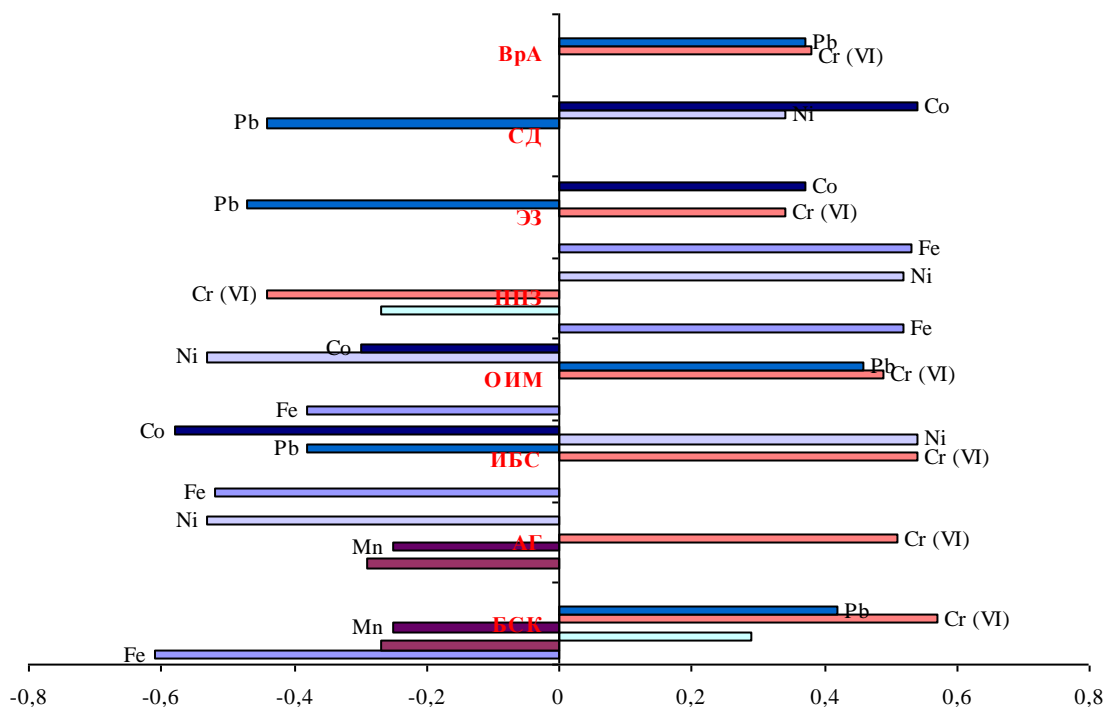 Pb
ВрА
Cr (VI)
Co
Pb
Ni
СД
Co
Pb
Cr (VI)
ЭЗ
Fe
Ni
Cr (VI)
ППЗ
Fe
Co
Ni
Pb
Cr (VI)
ОИМ
Fe
Co
Ni
Pb
Cr (VI)
ИБС
Fe
Ni
Cr (VI)
АГ
Mn
Pb
Cr (VI)
БСК
Mn
Fe
-0,8 -0,6 -0,4 -0,2 0 0,2 0,4 0,6 0,8